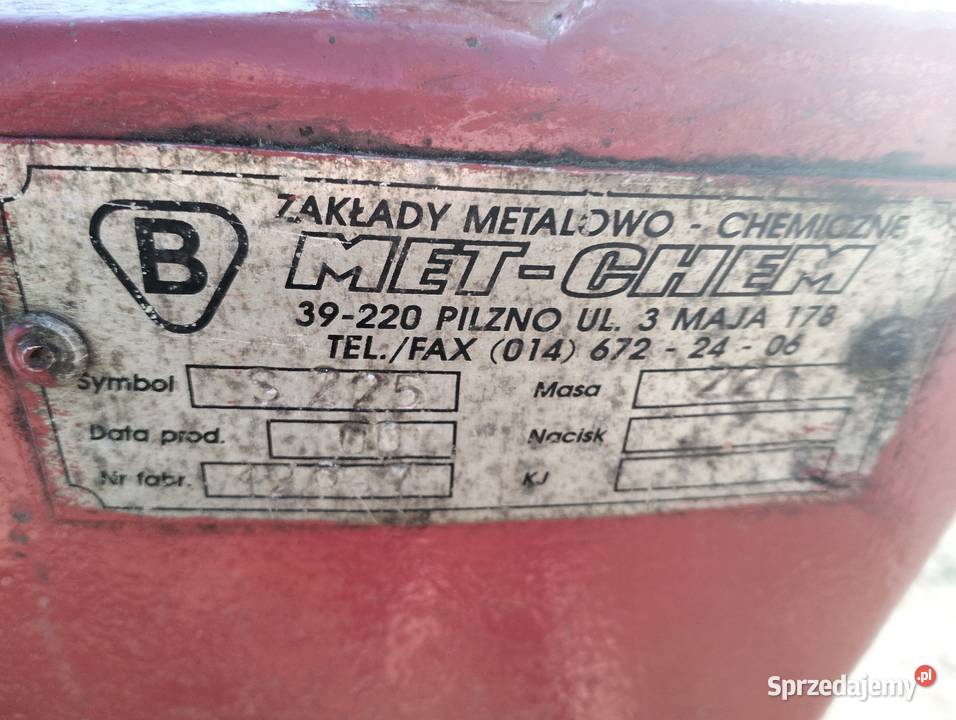 B
ZAKŁADY METALOWO - CHEMICZNE
MET-CHEM
39-220 PILZNO UL. 3 MAJA 178
TEL./FAX (014) 672 - 24 - 06
Symbol S 225 Masa
Data prod. Nacisk
Nr fabr. KJ
Sprzedajemy.pl